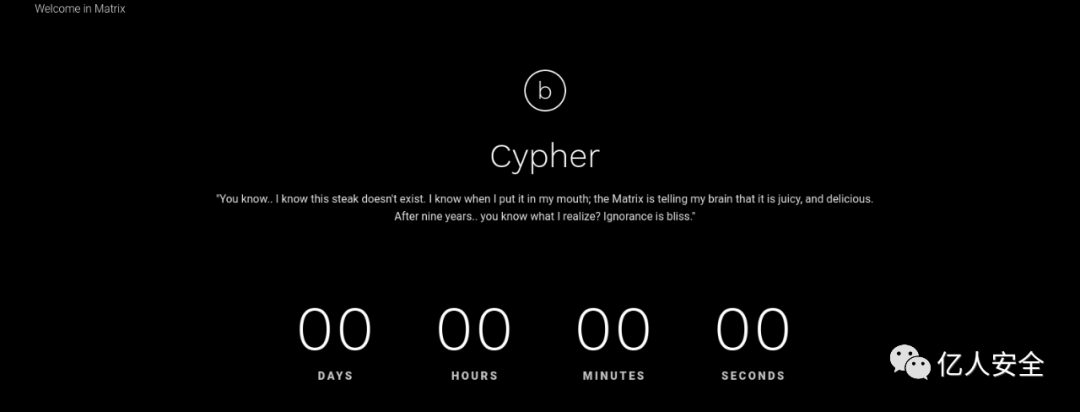 Welcome in Matrix
b
Cypher
"You know.. I know this steak doesn't exist. I know when I put it in my mouth; the Matrix is telling my brain that it is juicy, and delicious.
After nine years.. you know what I realize? Ignorance is bliss."
00 00 00 00
DAYS HOURS MINUTES SECONDS
亿人安全